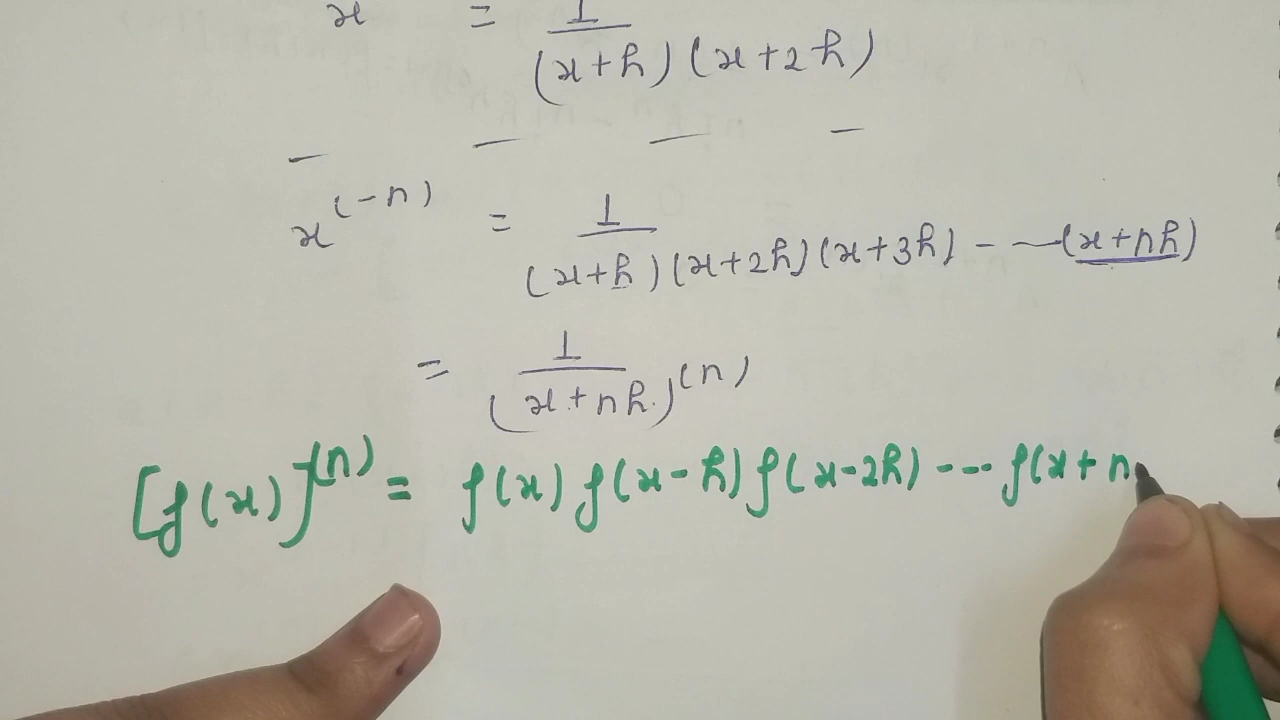 x = 1/(x+h)(x+2h)
— — — —
x^(-n) = 1/(x+h)(x+2h)(x+3h) - — (x+nh)
= 1/(x+nh)^(n)
[f(x)]^(n) = f(x) f(x-h) f(x-2h) --- f(x+n